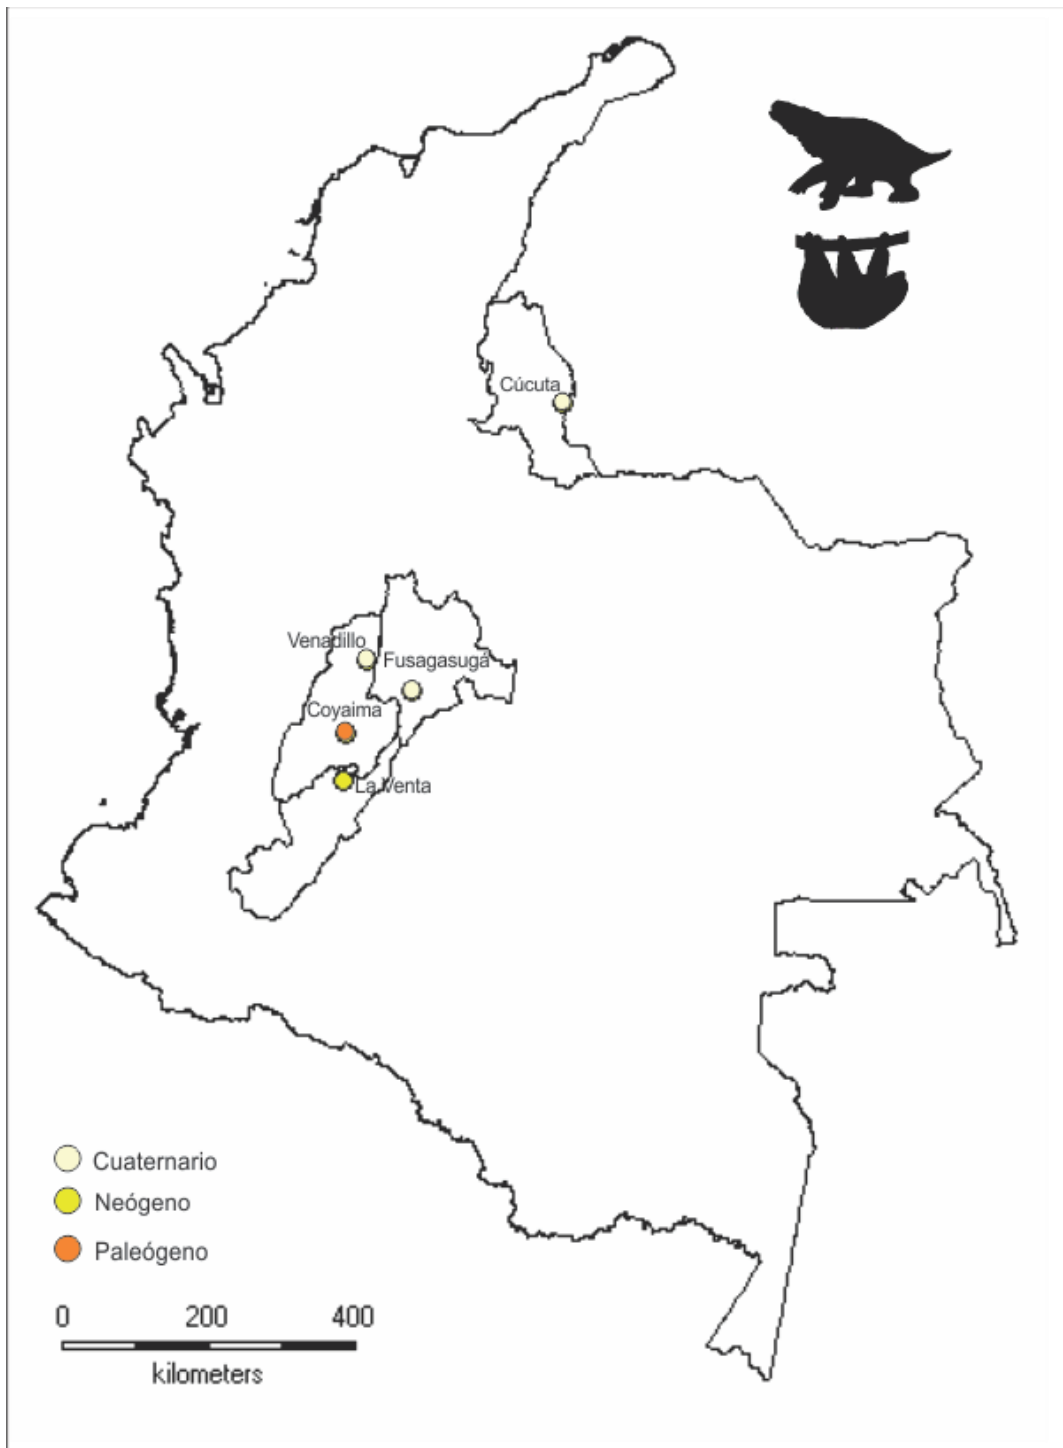 Cúcuta
Venadillo
Fusagasugá
Coyaima
La Venta
Cuaternario
Neógeno
Paleógeno
0 200 400
kilometers